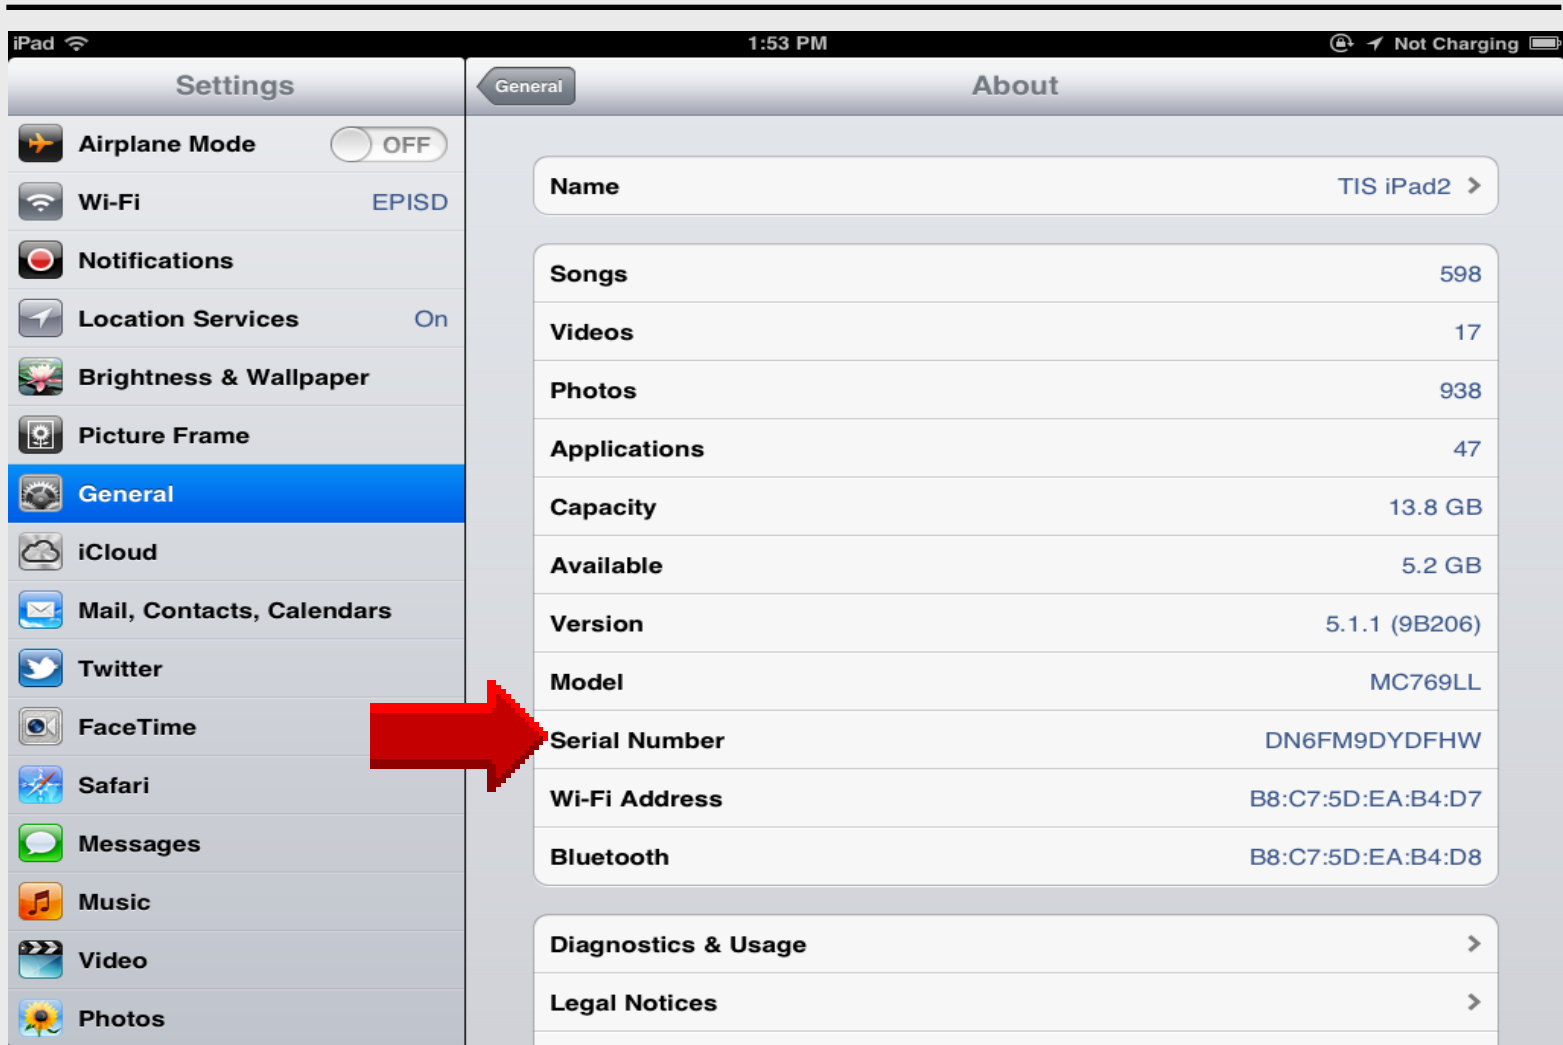 iPad 1:53 PM Not Charging
Settings
General About
Airplane Mode OFF
Wi-Fi EPISD
Notifications
Location Services On
Brightness & Wallpaper
Picture Frame
General
iCloud
Mail, Contacts, Calendars
Twitter
FaceTime
Safari
Messages
Music
Video
Photos
Name TIS iPad2
Songs 598
Videos 17
Photos 938
Applications 47
Capacity 13.8 GB
Available 5.2 GB
Version 5.1.1 (9B206)
Model MC769LL
Serial Number DN6FM9DYDFHW
Wi-Fi Address B8:C7:5D:EA:B4:D7
Bluetooth B8:C7:5D:EA:B4:D8
Diagnostics & Usage
Legal Notices